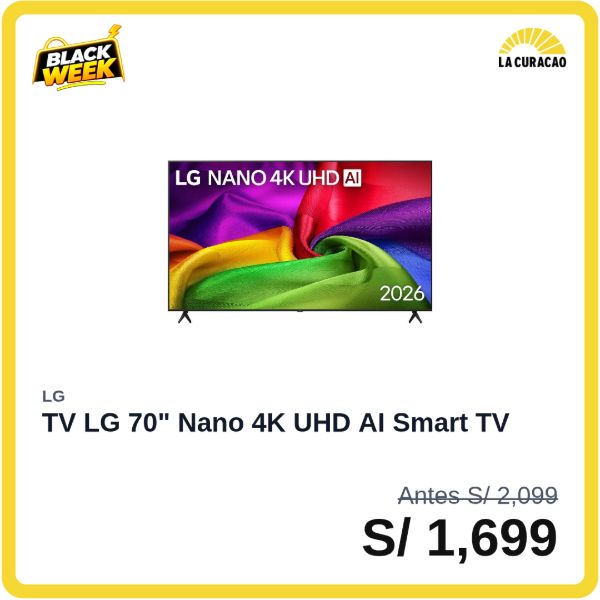 BLACK
WEEK
LA CURACAO
LG NANO 4K UHD AI
2026
LG
TV LG 70" Nano 4K UHD AI Smart TV
Antes S/ 2,099
S/ 1,699